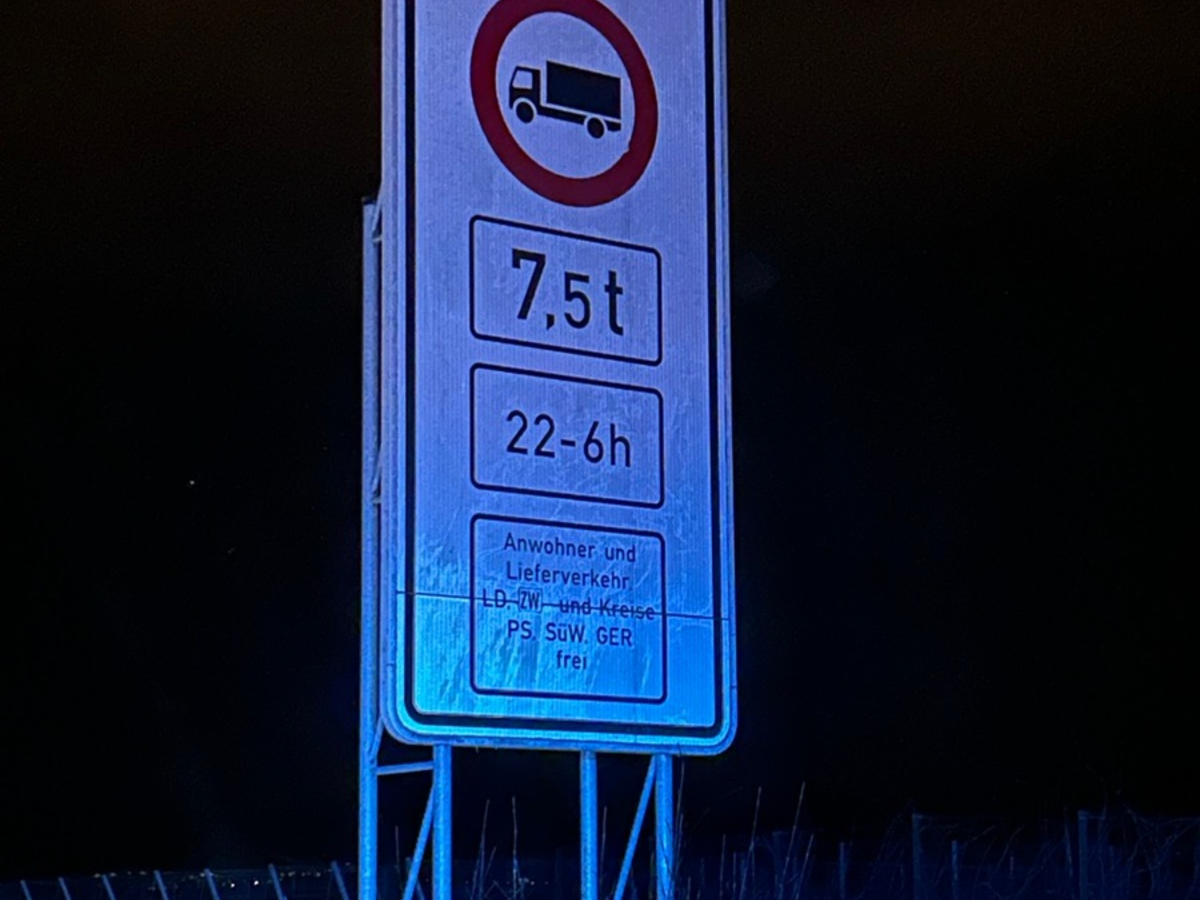 7,5t
22-6h
Anwohner und
Lieferverkehr
LD. ZW und Kreise
PS. SüW. GER
frei